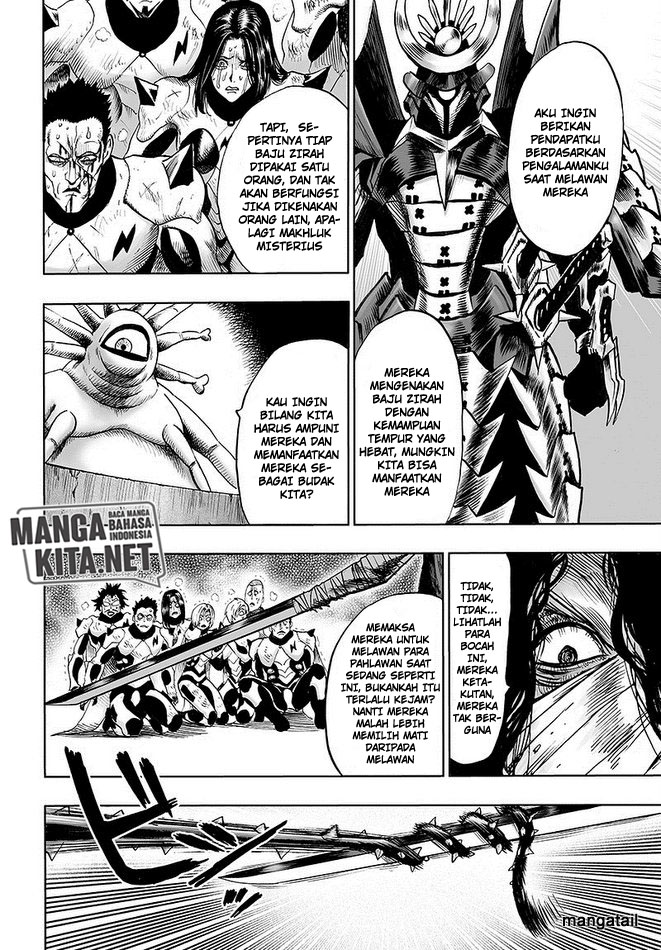 AKU INGIN
BERIKAN
PENDAPATKU
BERDASARKAN
PENGALAMANKU
SAAT MELAWAN
MEREKA
MEREKA
MENGENAKAN
BAJU ZIRAH
DENGAN
KEMAMPUAN
TEMPUR YANG
HEBAT, MUNGKIN
KITA BISA
MANFAATKAN
MEREKA
TAPI, SE-
PERTINYA TIAP
BAJU ZIRAH
DIPAKAI SATU
ORANG, DAN TAK
AKAN BERFUNGSI
JIKA DIKENAKAN
ORANG LAIN, APA-
LAGI MAKHLUK
MISTERIUS
KAU INGIN
BILANG KITA
HARUS AMPUNI
MEREKA DAN
MEMANFAATKAN
MEREKA SE-
BAGAI BUDAK
KITA?
MANGA
KITA.NET
BACA MANGA
BAHASA
INDONESIA
TIDAK,
TIDAK,
TIDAK...
LIHATLAH
PARA
BOCAH
INI,
MEREKA
KETA-
KUTAN,
MEREKA
TAK BER-
GUNA
MEMAKSA
MEREKA UNTUK
MELAWAN PARA
PAHLAWAN SAAT
SEDANG SEPERTI
INI, BUKANKAH ITU
TERLALU KEJAM?
NANTI MEREKA
MALAH LEBIH
MEMILIH MATI
DARIPADA
MELAWAN
ビッ
mangatail